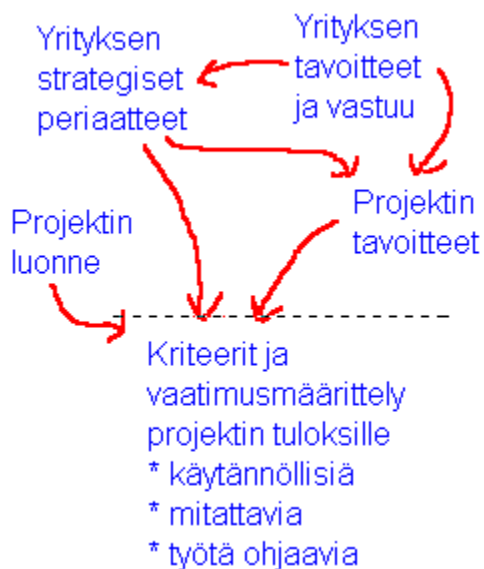 Yrityksen
strategiset
periaatteet
Yrityksen
tavoitteet
ja vastuu
Projektin
luonne
Projektin
tavoitteet
Kriteerit ja
vaatimusmäärittely
projektin tuloksille
* käytännöllisiä
* mitattavia
* työtä ohjaavia